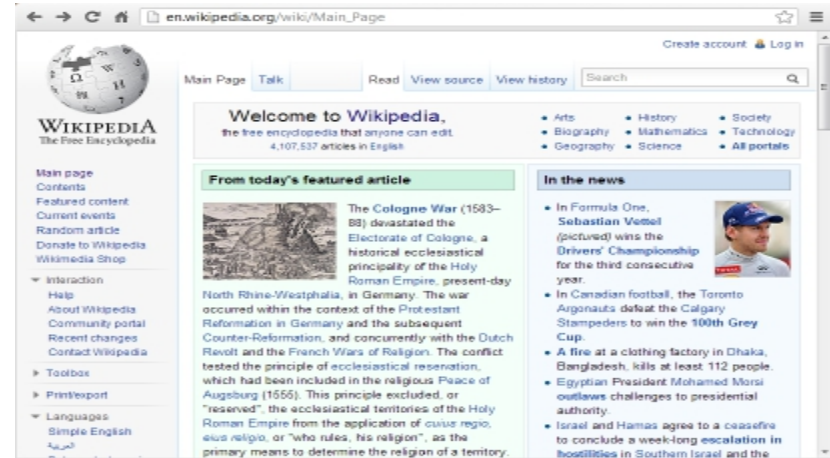 en.wikipedia.org/wiki/Main_Page
Create account Log in
Main Page Talk Read View source View history Search
WIKIPEDIA
The Free Encyclopedia
Main page
Contents
Featured content
Current events
Random article
Donate to Wikipedia
Wikimedia Shop
Interaction
Help
About Wikipedia
Community portal
Recent changes
Contact Wikipedia
Toolbox
Print/export
Languages
Simple English
العربية
Welcome to Wikipedia,
the free encyclopedia that anyone can edit.
4,107,537 articles in English
• Arts • History • Society
• Biography • Mathematics • Technology
• Geography • Science • All portals
From today's featured article
The Cologne War (1583–
88) devastated the
Electorate of Cologne, a
historical ecclesiastical
principality of the Holy
Roman Empire, present-day
North Rhine-Westphalia, in Germany. The war
occurred within the context of the Protestant
Reformation in Germany and the subsequent
Counter-Reformation, and concurrently with the Dutch
Revolt and the French Wars of Religion. The conflict
tested the principle of ecclesiastical reservation,
which had been included in the religious Peace of
Augsburg (1555). This principle excluded, or
"reserved", the ecclesiastical territories of the Holy
Roman Empire from the application of cuius regio,
eius religio, or "who rules, his religion", as the
primary means to determine the religion of a territory.
In the news
• In Formula One,
Sebastian Vettel
(pictured) wins the
Drivers' Championship
for the third consecutive
year.
• In Canadian football, the Toronto
Argonauts defeat the Calgary
Stampeders to win the 100th Grey
Cup.
• A fire at a clothing factory in Dhaka,
Bangladesh, kills at least 112 people.
• Egyptian President Mohamed Morsi
outlaws challenges to presidential
authority.
• Israel and Hamas agree to a ceasefire
to conclude a week-long escalation in
hostilities in Southern Israel and the